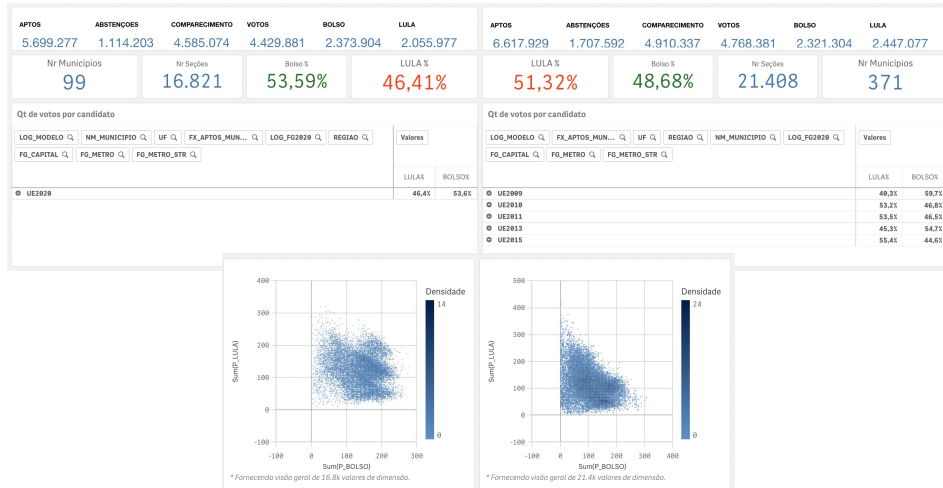 APTOS ABSTENÇOES COMPARECIMENTO VOTOS BOLSO LULA
5.699.277 1.114.203 4.585.074 4.429.881 2.373.904 2.055.977
Nr Municípios Nr Seções Bolso % LULA %
99 16.821 53,59% 46,41%
Qt de votos por candidato
LOG_MODELO NM_MUNICIPIO UF FX_APTOS_MUN... LOG_FG2020 REGIAO Valores
FG_CAPITAL FG_METRO FG_METRO_STR
LULA% BOLSO%
UE2020 46,4% 53,6%
APTOS ABSTENÇÕES COMPARECIMENTO VOTOS BOLSO LULA
6.617.929 1.707.592 4.910.337 4.768.381 2.321.304 2.447.077
LULA % Bolso % Nr Seções Nr Municípios
51,32% 48,68% 21.408 371
Qt de votos por candidato
LOG_MODELO FX_APTOS_MUN... UF REGIAO NM_MUNICIPIO LOG_FG2020 Valores
FG_CAPITAL FG_METRO FG_METRO_STR
LULA% BOLSO%
UE2009 40,3% 59,7%
UE2010 53,2% 46,8%
UE2011 53,5% 46,5%
UE2013 45,3% 54,7%
UE2015 55,4% 44,6%
400
300
200
100
0
-100
Sum(P_LULA)
-100 0 100 200 300
Sum(P_BOLSO)
Densidade
14
0
* Fornecendo visão geral de 16.8k valores de dimensão.
500
400
300
200
100
0
-100
Sum(P_LULA)
-100 0 100 200 300 400
Sum(P_BOLSO)
Densidade
24
0
* Fornecendo visão geral de 21.4k valores de dimensão.